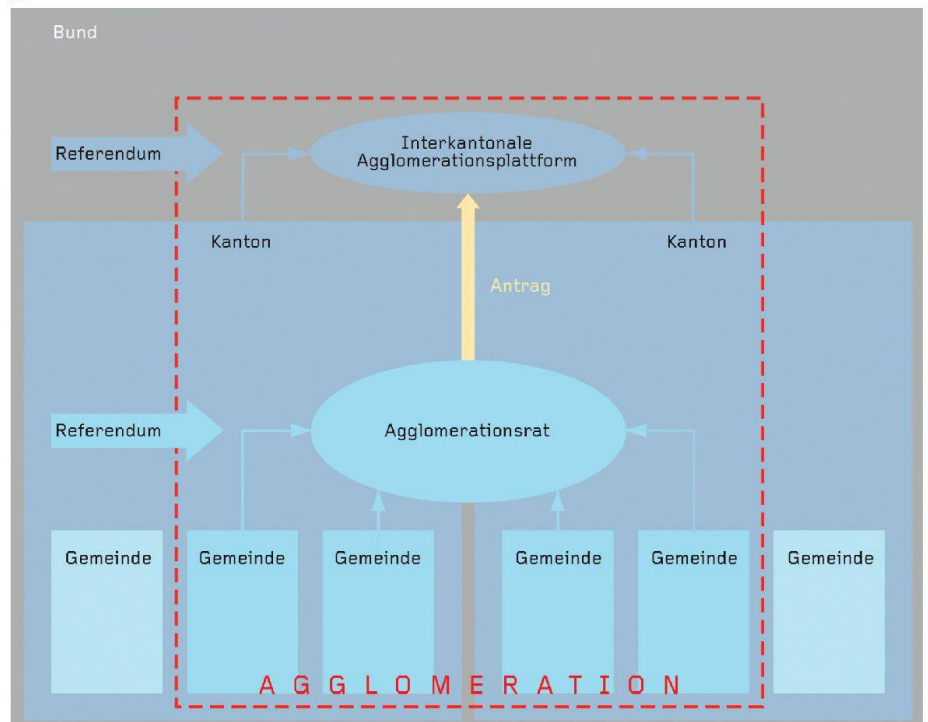 Bund
Referendum
Interkantonale
Agglomerationsplattform
Kanton
Kanton
Antrag
Referendum
Agglomerationsrat
Gemeinde
Gemeinde
Gemeinde
Gemeinde
Gemeinde
Gemeinde
AGGLOMERATION